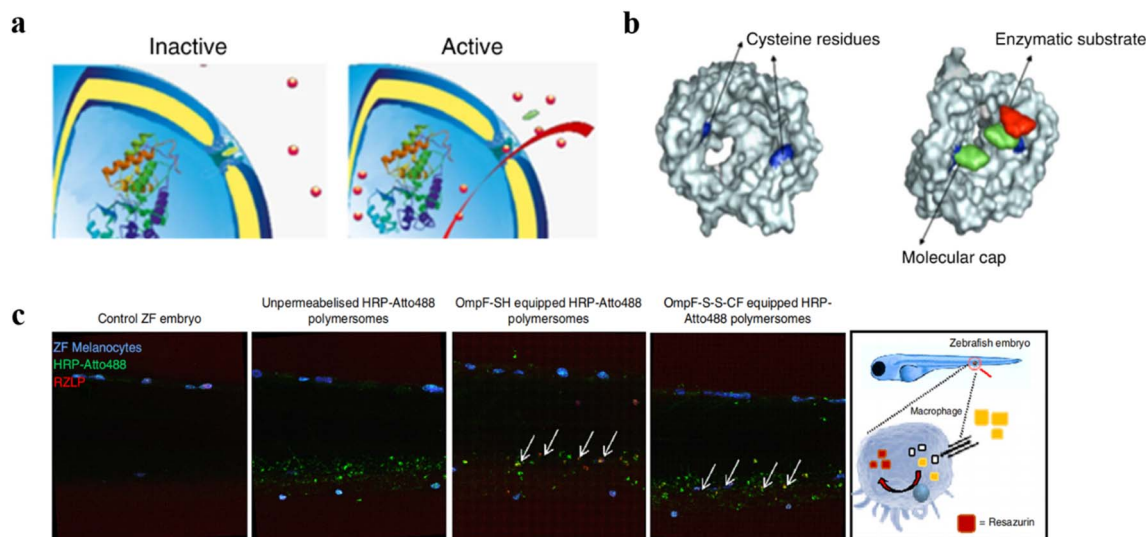 a
Inactive
Active
b
Cysteine residues
Enzymatic substrate
Molecular cap
c
Control ZF embryo
Unpermeabelised HRP-Atto488
polymersomes
OmpF-SH equipped HRP-Atto488
polymersomes
OmpF-S-S-CF equipped HRP-
Atto488 polymersomes
ZF Melanocytes
HRP-Atto488
RZLP
Zebrafish embryo
Macrophage
= Resazurin